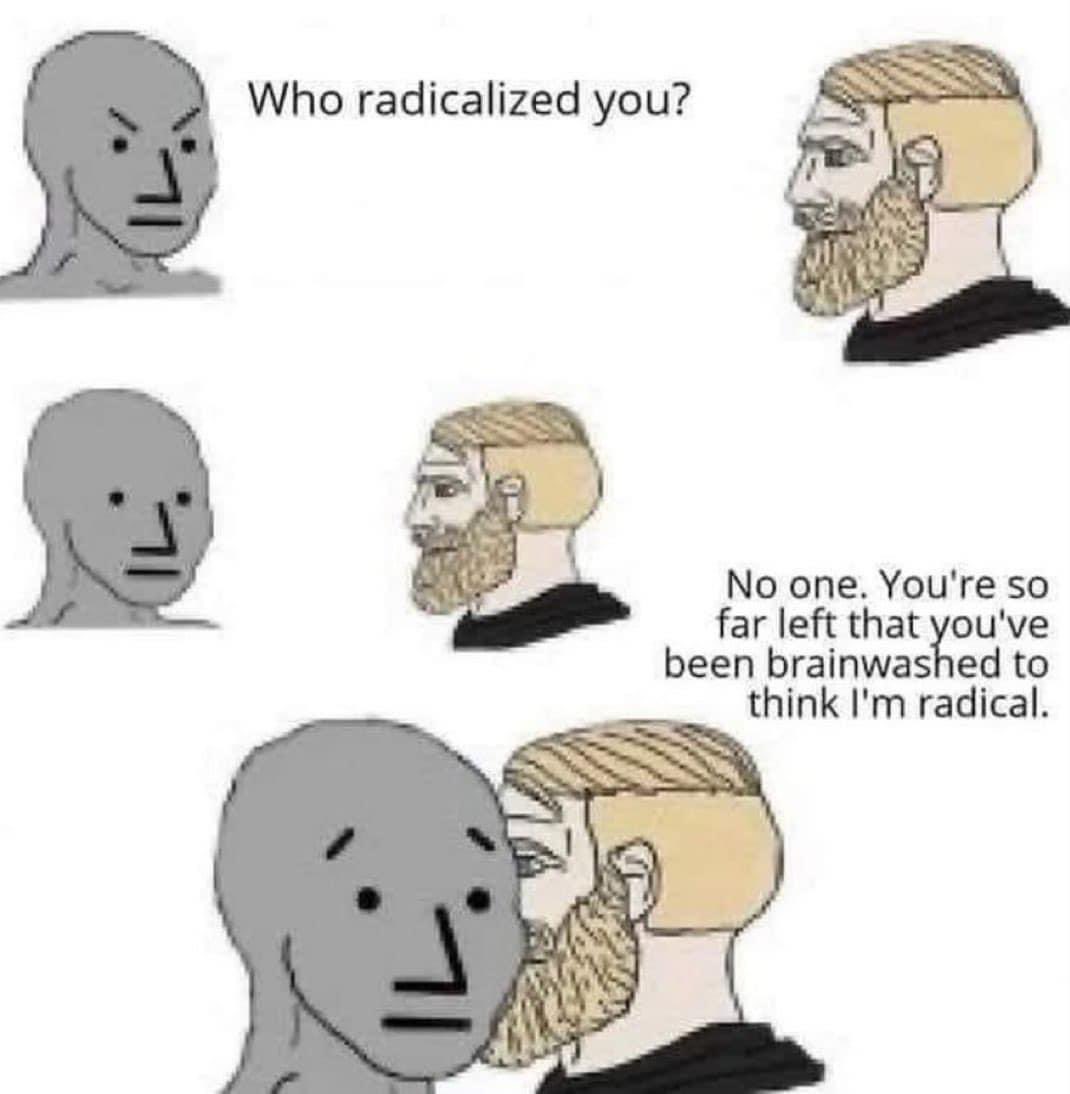 Who radicalized you?
No one. You're so
far left that you've
been brainwashed to
think I'm radical.